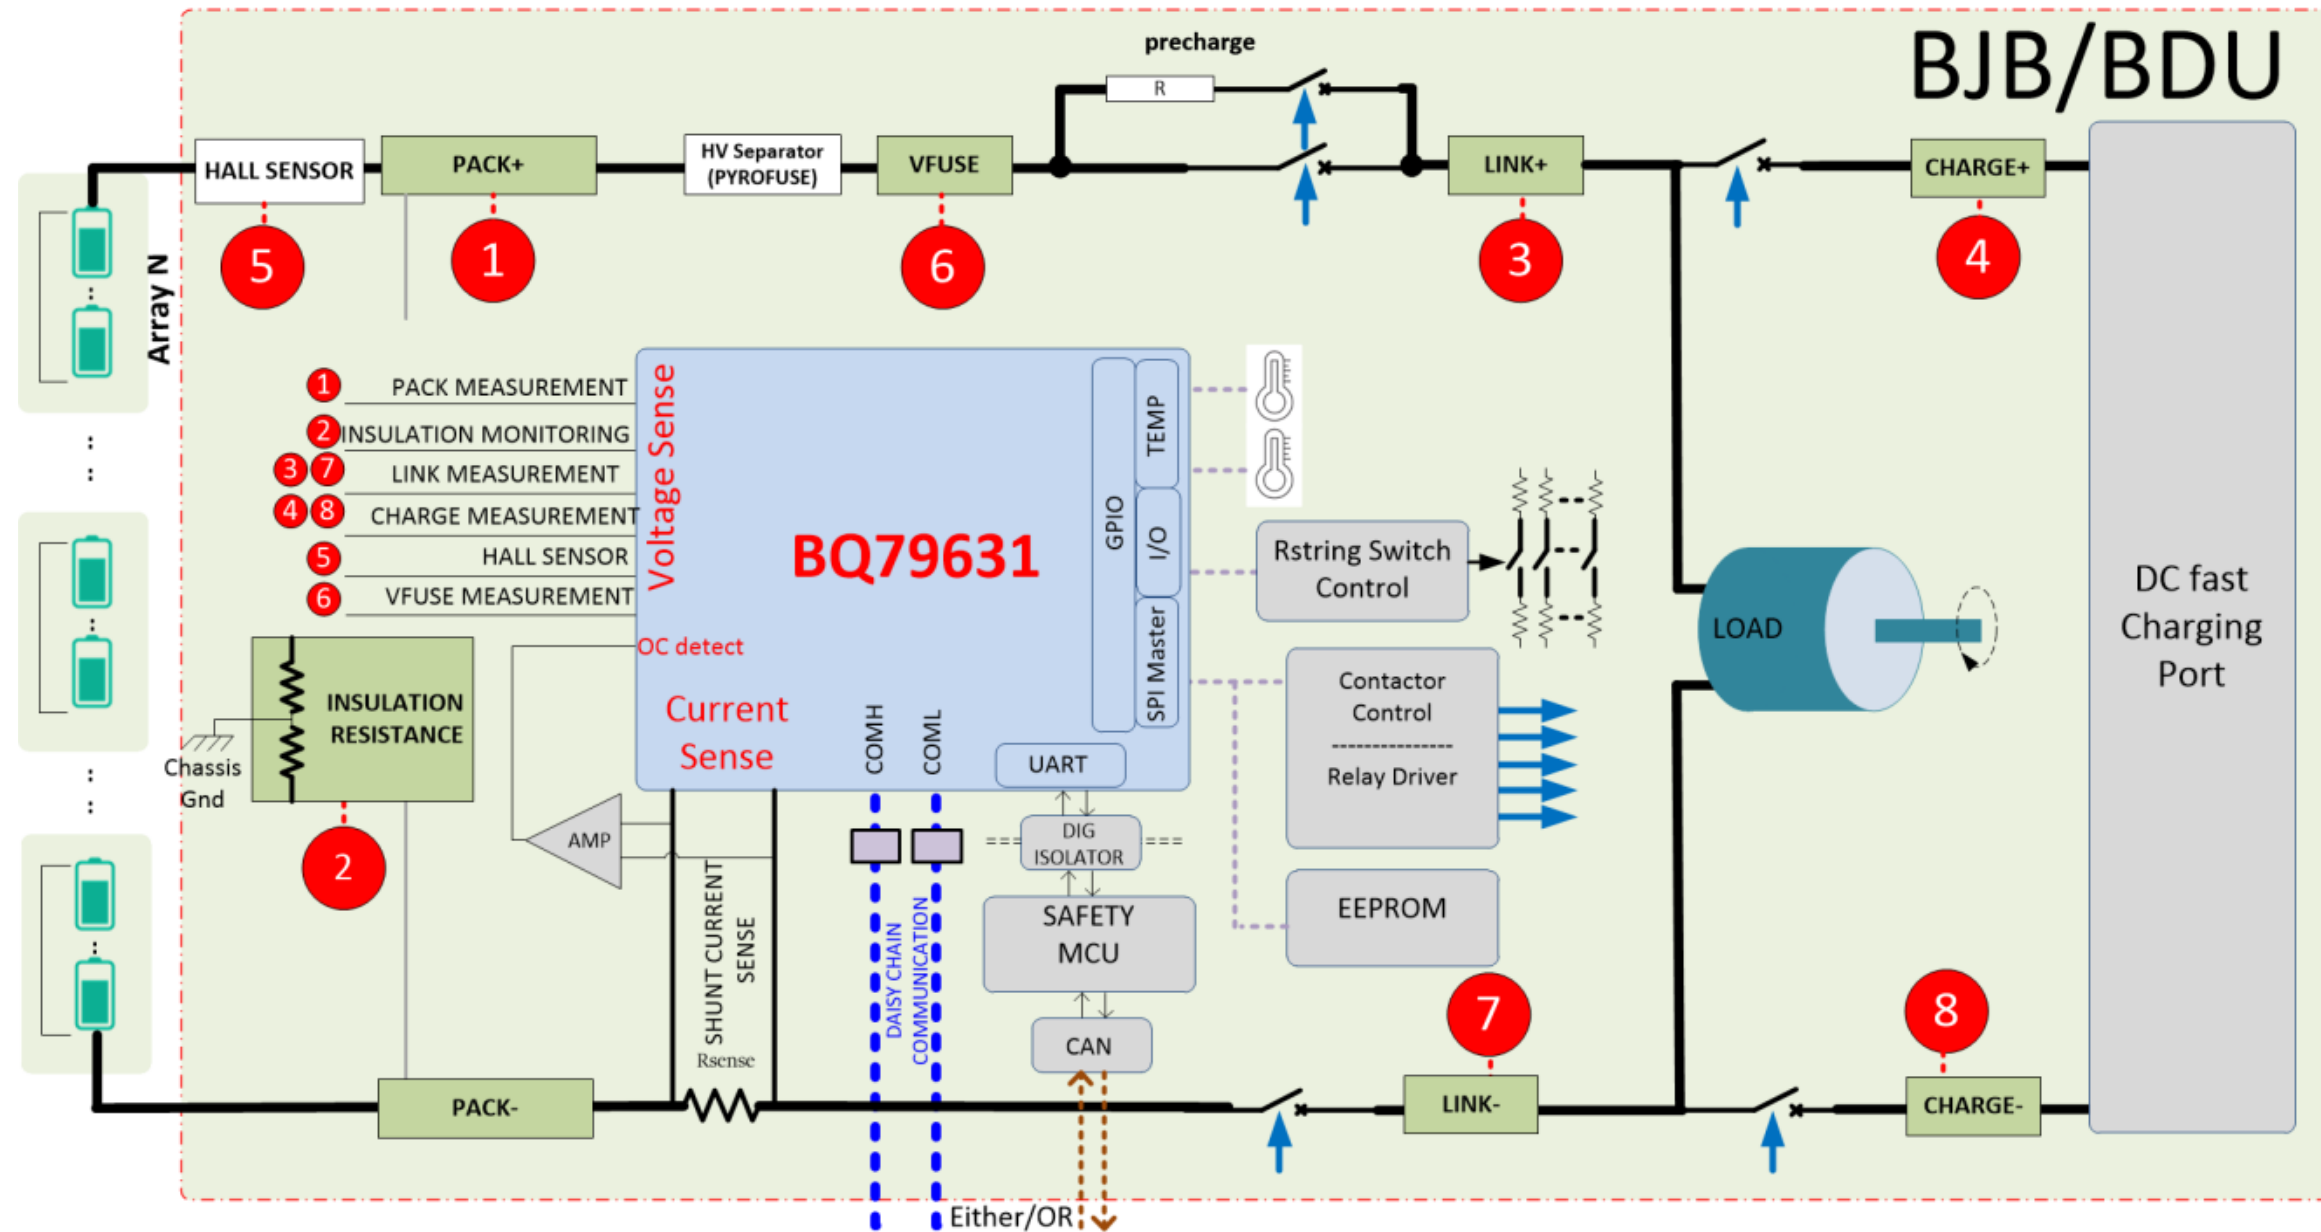 precharge
BJB/BDU
R
HALL SENSOR
PACK+
HV Separator
(PYROFUSE)
VFUSE
LINK+
CHARGE+
5
1
6
3
4
Array N
1
PACK MEASUREMENT
2
INSULATION MONITORING
3 7
LINK MEASUREMENT
4 8
CHARGE MEASUREMENT
5
HALL SENSOR
6
VFUSE MEASUREMENT
Voltage Sense
OC detect
Current
Sense
BQ79631
GPIO
TEMP
I/O
SPI Master
COMH
COML
UART
Rstring Switch
Control
Contactor
Control
---------------
Relay Driver
EEPROM
LOAD
DC fast
Charging
Port
INSULATION
RESISTANCE
Chassis
Gnd
2
AMP
SHUNT CURRENT
SENSE
Rsense
DAISY CHAIN
COMMUNICATION
DIG
ISOLATOR
SAFETY
MCU
CAN
7
8
PACK-
LINK-
CHARGE-
Either/OR